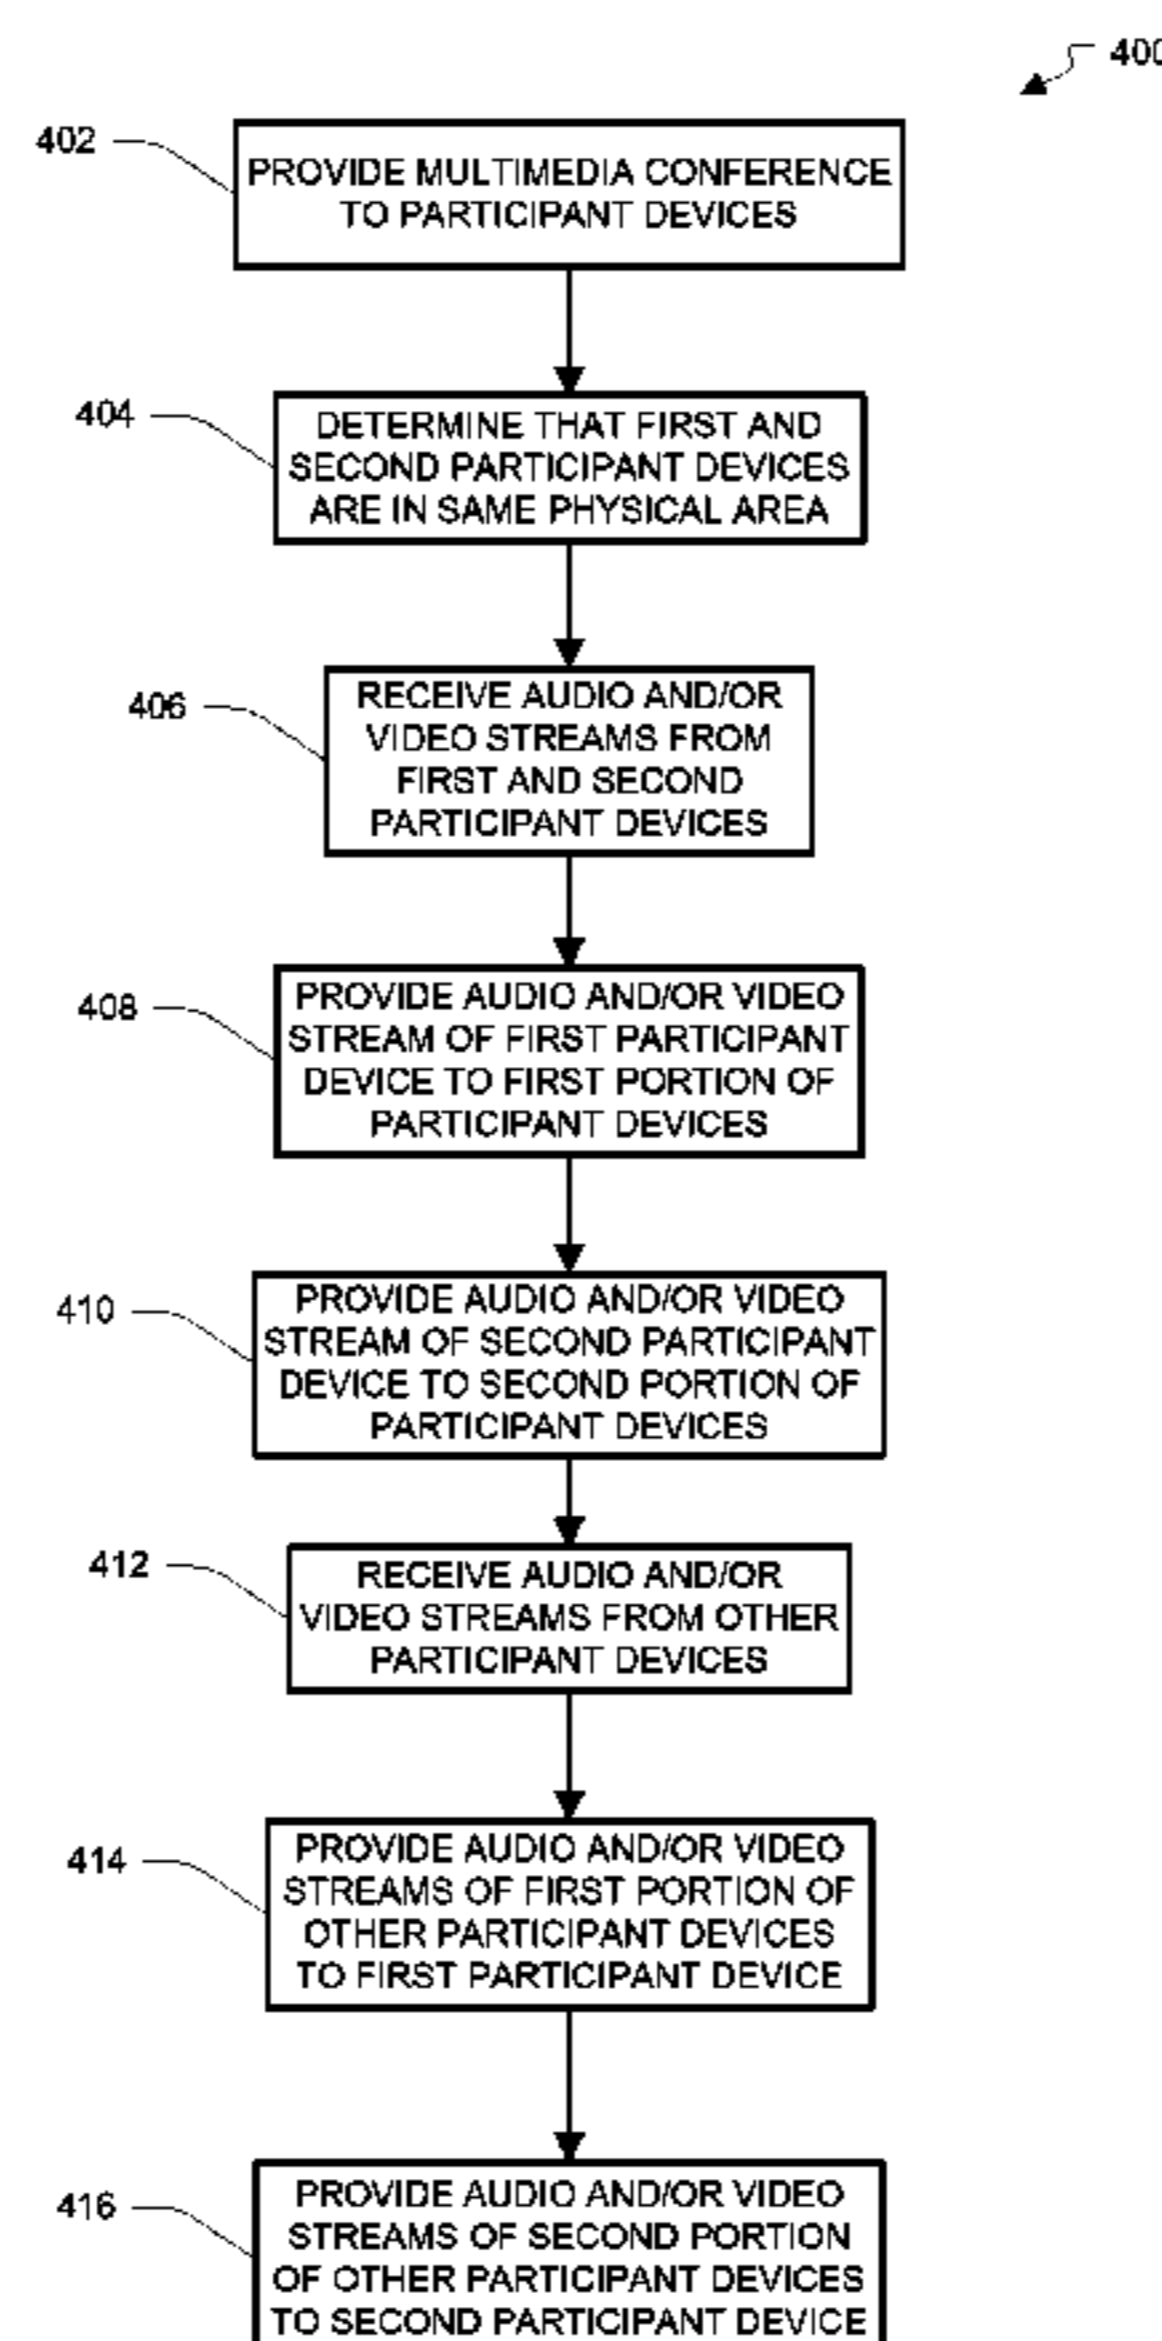 400
402
PROVIDE MULTIMEDIA CONFERENCE
TO PARTICIPANT DEVICES
404
DETERMINE THAT FIRST AND
SECOND PARTICIPANT DEVICES
ARE IN SAME PHYSICAL AREA
406
RECEIVE AUDIO AND/OR
VIDEO STREAMS FROM
FIRST AND SECOND
PARTICIPANT DEVICES
408
PROVIDE AUDIO AND/OR VIDEO
STREAM OF FIRST PARTICIPANT
DEVICE TO FIRST PORTION OF
PARTICIPANT DEVICES
410
PROVIDE AUDIO AND/OR VIDEO
STREAM OF SECOND PARTICIPANT
DEVICE TO SECOND PORTION OF
PARTICIPANT DEVICES
412
RECEIVE AUDIO AND/OR
VIDEO STREAMS FROM OTHER
PARTICIPANT DEVICES
414
PROVIDE AUDIO AND/OR VIDEO
STREAMS OF FIRST PORTION OF
OTHER PARTICIPANT DEVICES
TO FIRST PARTICIPANT DEVICE
416
PROVIDE AUDIO AND/OR VIDEO
STREAMS OF SECOND PORTION
OF OTHER PARTICIPANT DEVICES
TO SECOND PARTICIPANT DEVICE